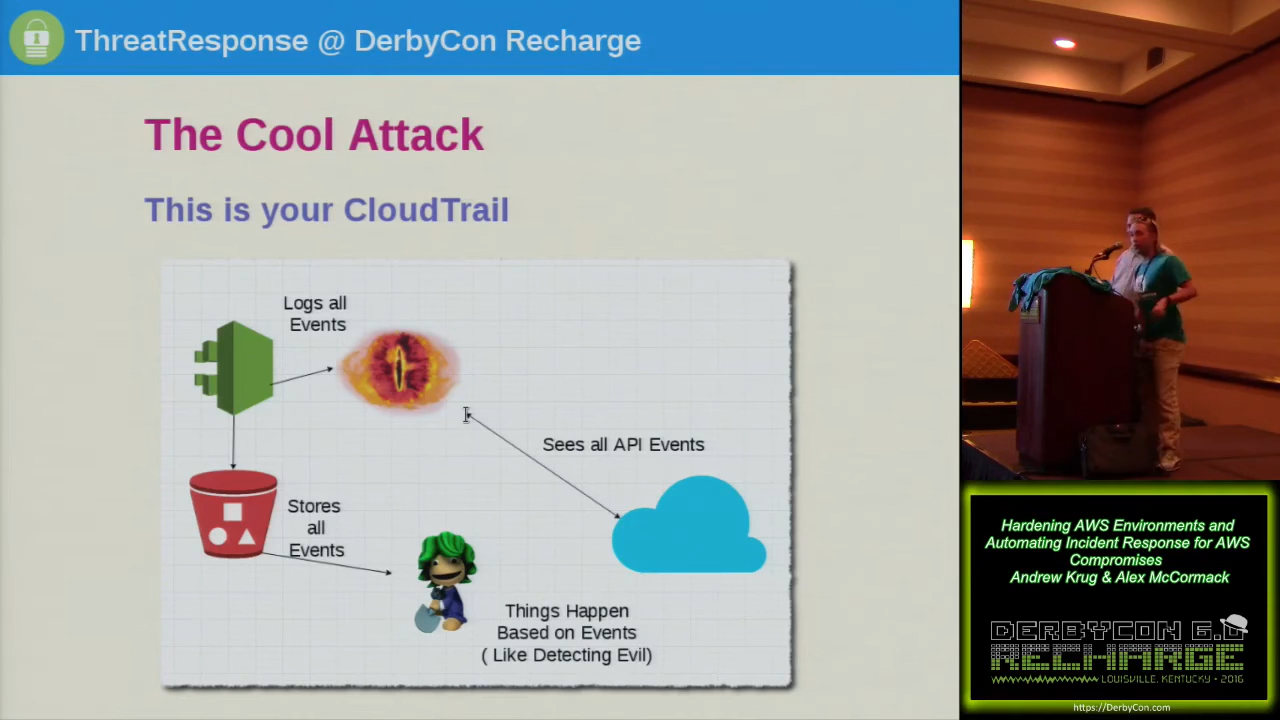 ThreatResponse @ DerbyCon Recharge
The Cool Attack
This is your CloudTrail
Logs all
Events
Sees all API Events
Stores
all
Events
Things Happen
Based on Events
( Like Detecting Evil)
Hardening AWS Environments and
Automating Incident Response for AWS
Compromises
Andrew Krug & Alex McCormack
DERBYCON 6.0
RECHARGE
LOUISVILLE, KENTUCKY • 2016
https://DerbyCon.com